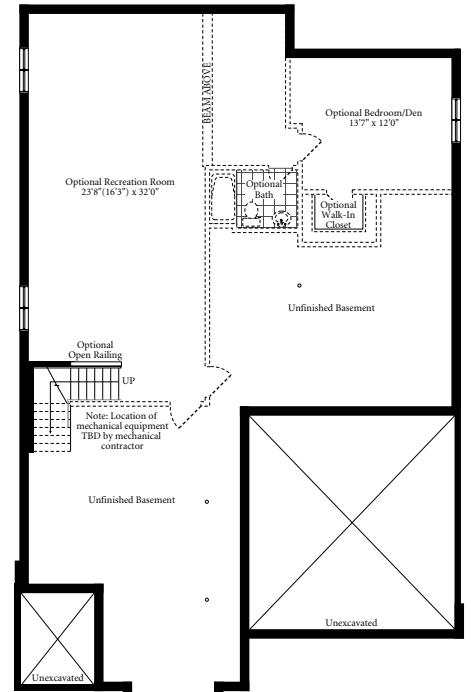 BEAM ABOVE
Optional Bedroom/Den
13'7" x 12'0"
Optional Recreation Room
23'8"(16'3") x 32'0"
Optional
Bath
Optional
Walk-In
Closet
Unfinished Basement
Optional
Open Railing
UP
Note: Location of
mechanical equipment
TBD by mechanical
contractor
Unfinished Basement
Unexcavated
Unexcavated